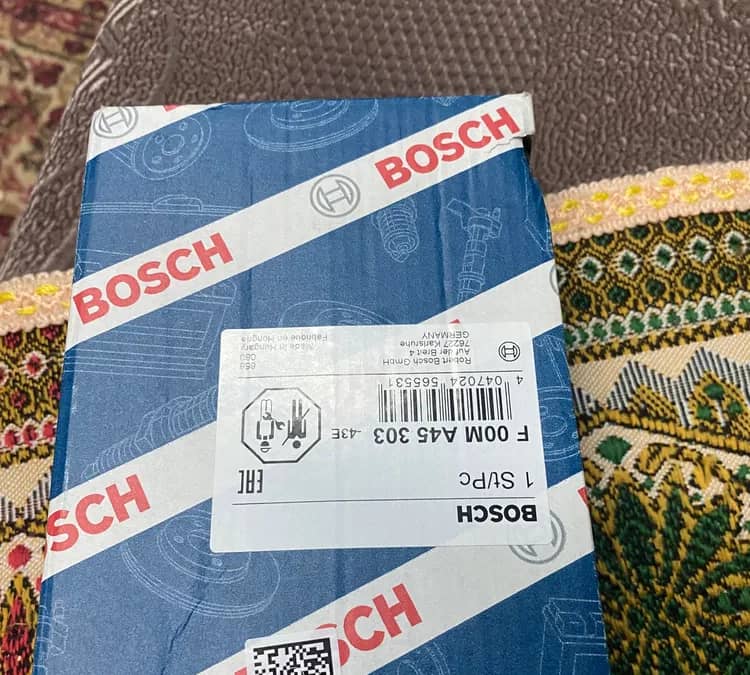 BOSCH
BOSCH
BOSCH
1 St/Pc
EAC
F 00M A45 303 -43E
4 047024 565531
Robert Bosch GmbH
Auf der Breit 4
76227 Karlsruhe
GERMANY
Made in Hungary
Fabriqué en Hongrie
BOSCH
BOSCH